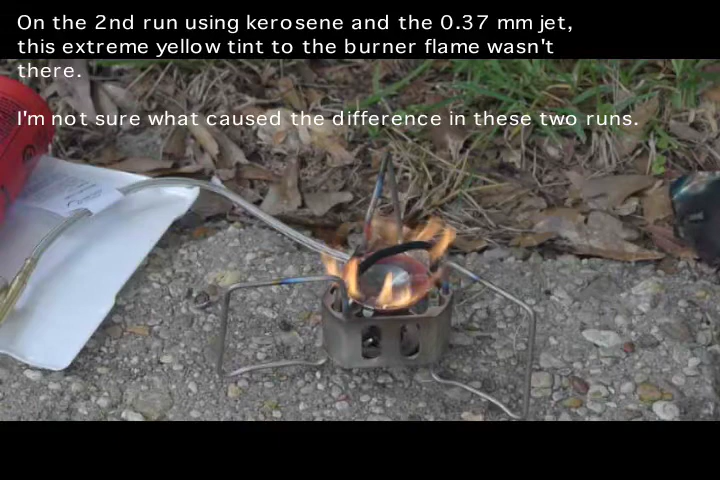 On the 2nd run using kerosene and the 0.37 mm jet,
this extreme yellow tint to the burner flame wasn't
there.
I'm not sure what caused the difference in these two runs.